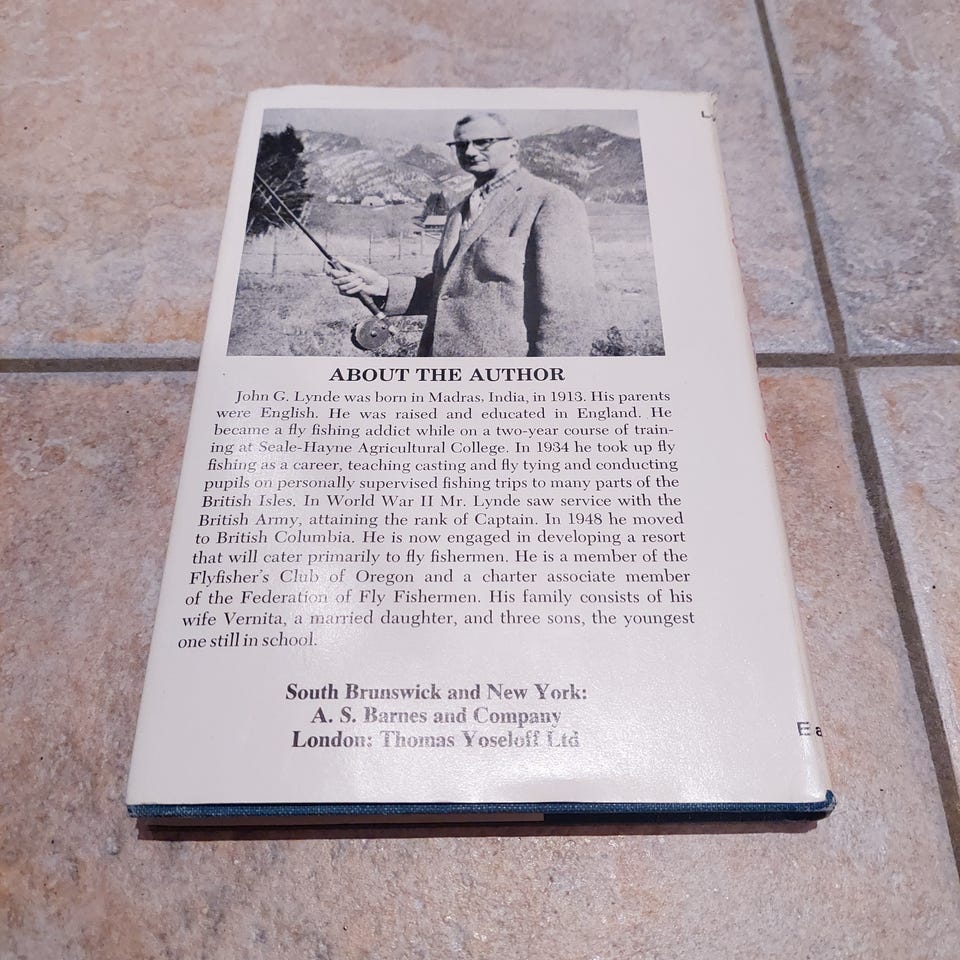 ABOUT THE AUTHOR
John G. Lynde was born in Madras, India, in 1913. His parents
were English. He was raised and educated in England. He
became a fly fishing addict while on a two-year course of train-
ing at Seale-Hayne Agricultural College. In 1934 he took up fly
fishing as a career, teaching casting and fly tying and conducting
pupils on personally supervised fishing trips to many parts of the
British Isles. In World War II Mr. Lynde saw service with the
British Army, attaining the rank of Captain. In 1948 he moved
to British Columbia. He is now engaged in developing a resort
that will cater primarily to fly fishermen. He is a member of the
Flyfisher's Club of Oregon and a charter associate member
of the Federation of Fly Fishermen. His family consists of his
wife Vernita, a married daughter, and three sons, the youngest
one still in school.
South Brunswick and New York:
A. S. Barnes and Company
London: Thomas Yoseloff Ltd